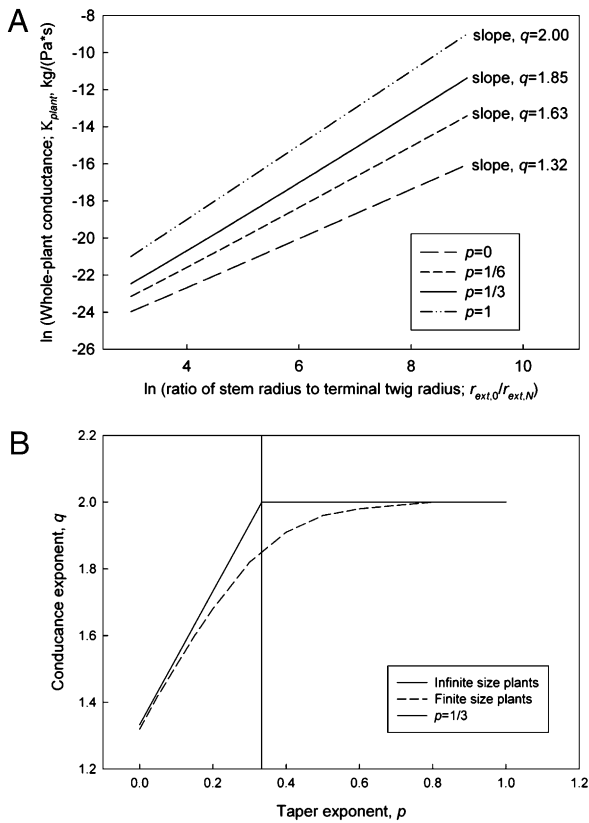 A
-8
-10
-12
-14
-16
-18
-20
-22
-24
-26
ln (Whole-plant conductance; Kplant, kg/(Pa*s)
slope, q=2.00
slope, q=1.85
slope, q=1.63
slope, q=1.32
p=0
p=1/6
p=1/3
p=1
4 6 8 10
ln (ratio of stem radius to terminal twig radius; rext,0/rext,N)
B
2.2
2.0
1.8
1.6
1.4
1.2
Conducance exponent, q
Infinite size plants
Finite size plants
p=1/3
0.0 0.2 0.4 0.6 0.8 1.0 1.2
Taper exponent, p